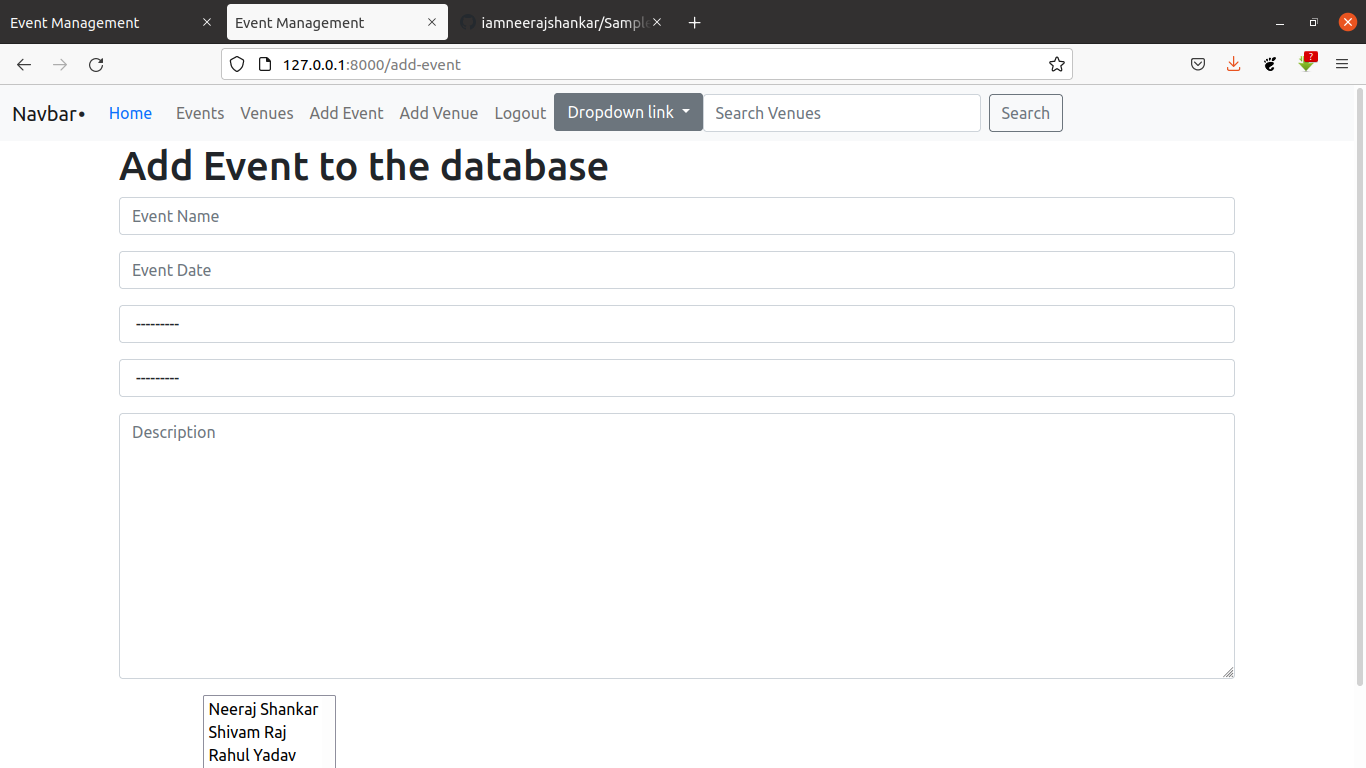 Event Management
Event Management
iamneerajshankar/Sampl
127.0.0.1:8000/add-event
?
Navbar• Home Events Venues Add Event Add Venue Logout Dropdown link Search Venues Search
Add Event to the database
Event Name
Event Date
---------
---------
Description
Neeraj Shankar
Shivam Raj
Rahul Yadav